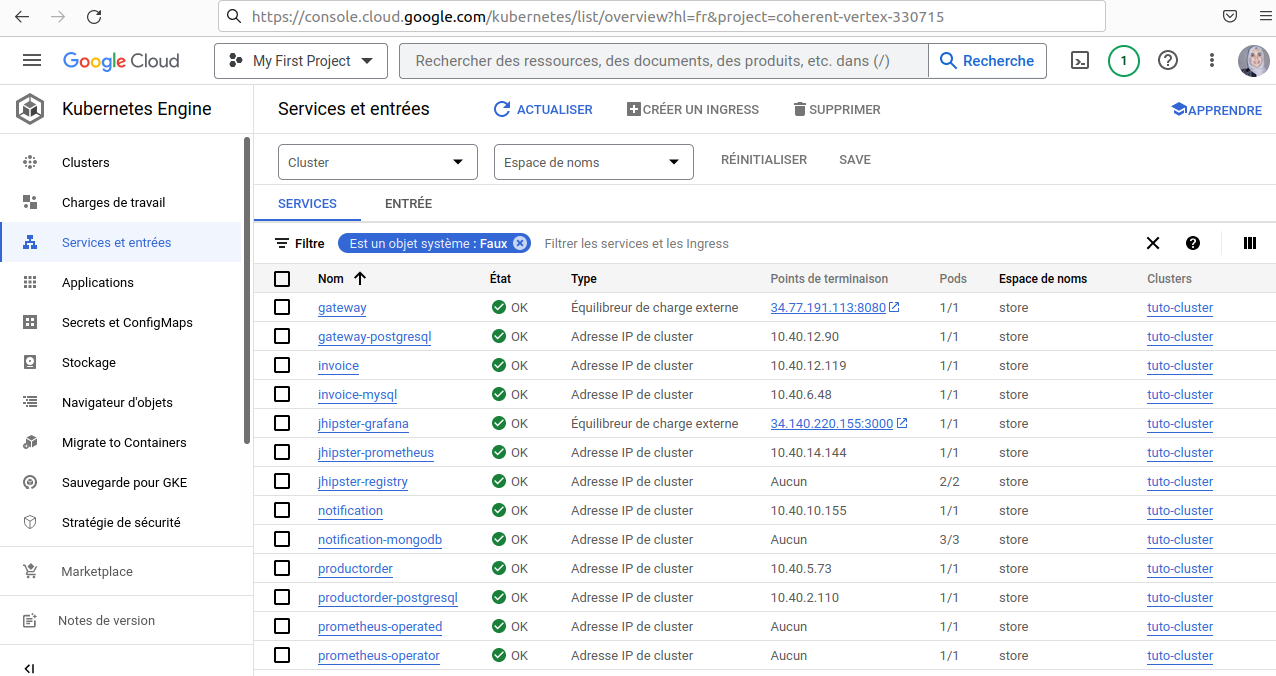 https://console.cloud.google.com/kubernetes/list/overview?hl=fr&project=coherent-vertex-330715
Google Cloud
My First Project
Rechercher des ressources, des documents, des produits, etc. dans (/)
Recherche
1
Kubernetes Engine
Services et entrées
ACTUALISER
CRÉER UN INGRESS
SUPPRIMER
APPRENDRE
Clusters
Charges de travail
Services et entrées
Applications
Secrets et ConfigMaps
Stockage
Navigateur d'objets
Migrate to Containers
Sauvegarde pour GKE
Stratégie de sécurité
Marketplace
Notes de version
Cluster
Espace de noms
RÉINITIALISER
SAVE
SERVICES
ENTRÉE
Filtre
Est un objet système : Faux
Filtrer les services et les Ingress
Nom État Type Points de terminaison Pods Espace de noms Clusters
gateway OK Équilibreur de charge externe 34.77.191.113:8080 1/1 store tuto-cluster
gateway-postgresql OK Adresse IP de cluster 10.40.12.90 1/1 store tuto-cluster
invoice OK Adresse IP de cluster 10.40.12.119 1/1 store tuto-cluster
invoice-mysql OK Adresse IP de cluster 10.40.6.48 1/1 store tuto-cluster
jhipster-grafana OK Équilibreur de charge externe 34.140.220.155:3000 1/1 store tuto-cluster
jhipster-prometheus OK Adresse IP de cluster 10.40.14.144 1/1 store tuto-cluster
jhipster-registry OK Adresse IP de cluster Aucun 2/2 store tuto-cluster
notification OK Adresse IP de cluster 10.40.10.155 1/1 store tuto-cluster
notification-mongodb OK Adresse IP de cluster Aucun 3/3 store tuto-cluster
productorder OK Adresse IP de cluster 10.40.5.73 1/1 store tuto-cluster
productorder-postgresql OK Adresse IP de cluster 10.40.2.110 1/1 store tuto-cluster
prometheus-operated OK Adresse IP de cluster Aucun 1/1 store tuto-cluster
prometheus-operator OK Adresse IP de cluster Aucun 1/1 store tuto-cluster